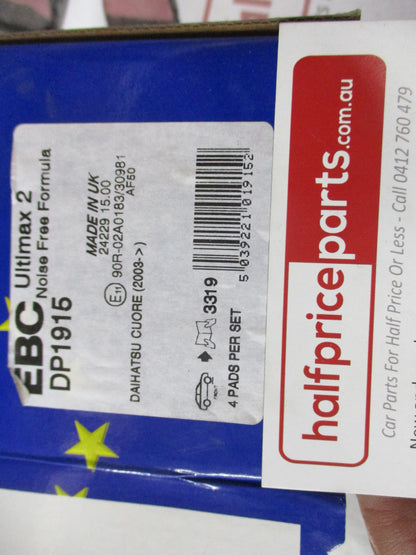 EBC Ultimax 2
Noise Free Formula
DP1915
MADE IN UK
24229 15.00
E11 90R-02A0183/30981
AF50
DAIHATSU CUORE (2003->)
5 039221 019152
FRONT
3319
4 PADS PER SET
halfpriceparts.com.au
Car Parts For Half Price Or Less - Call 0412 760 479